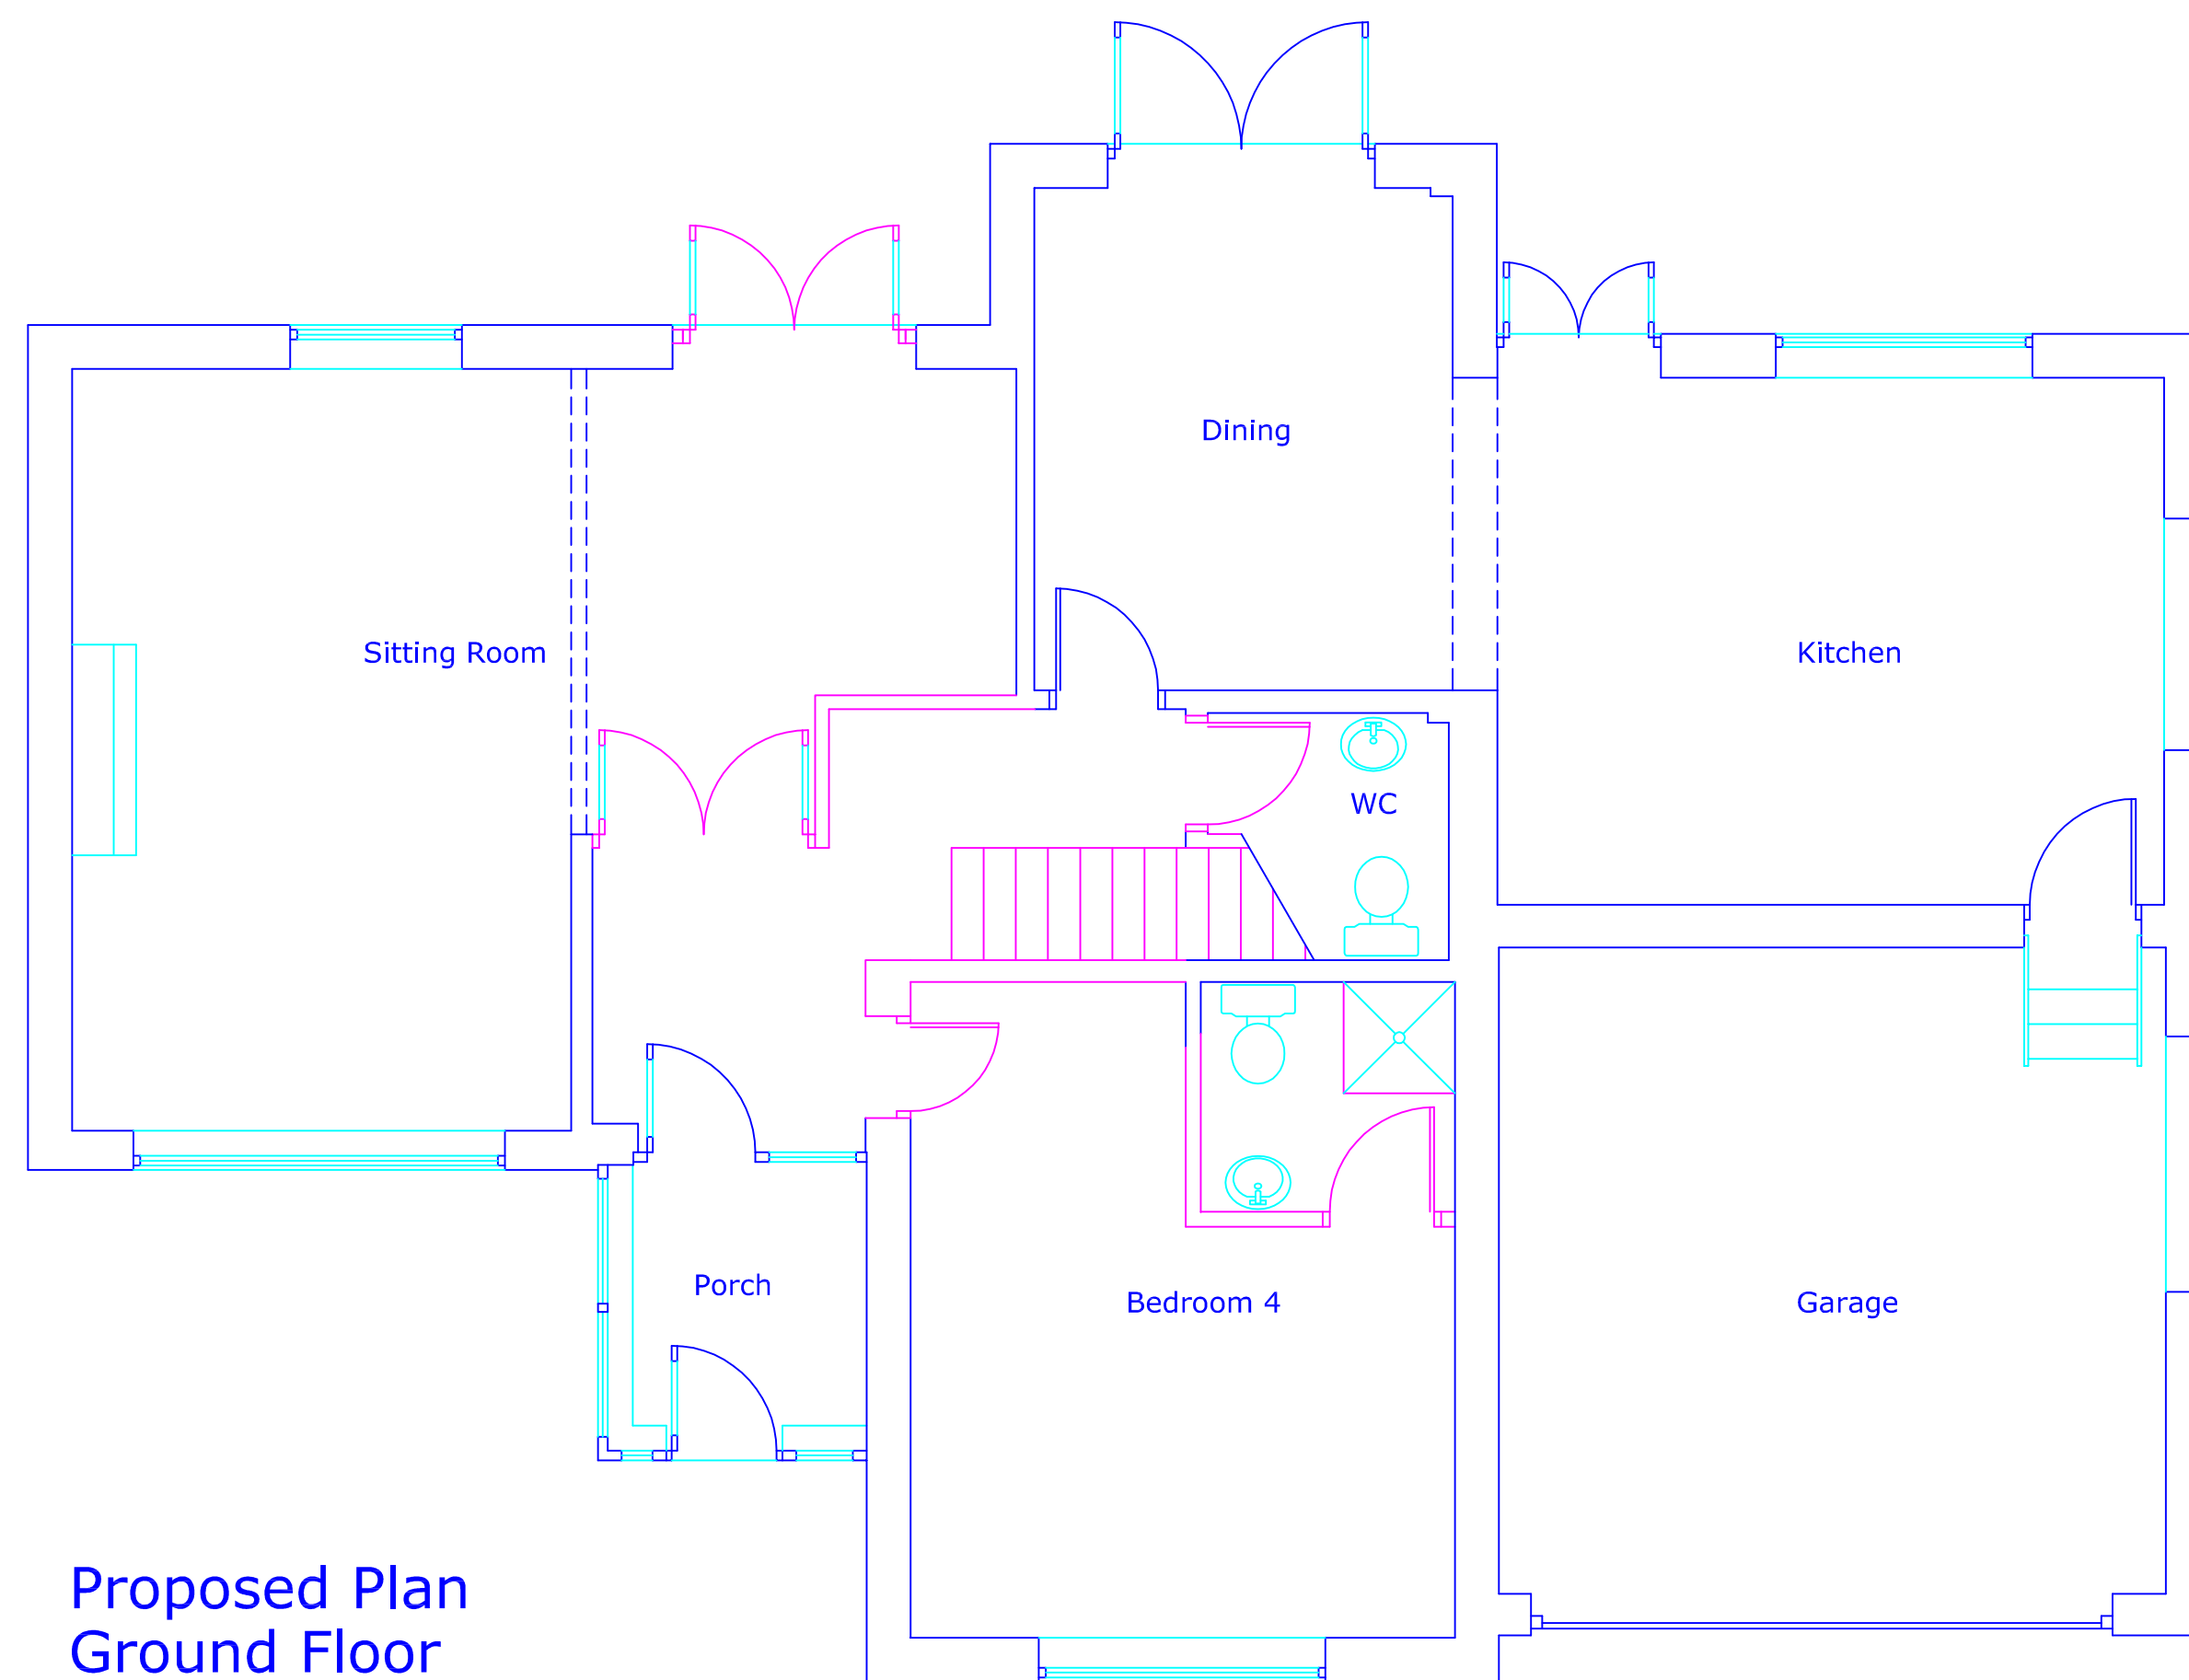 Dining
Sitting Room
Kitchen
WC
Porch
Bedroom 4
Garage
Proposed Plan
Ground Floor